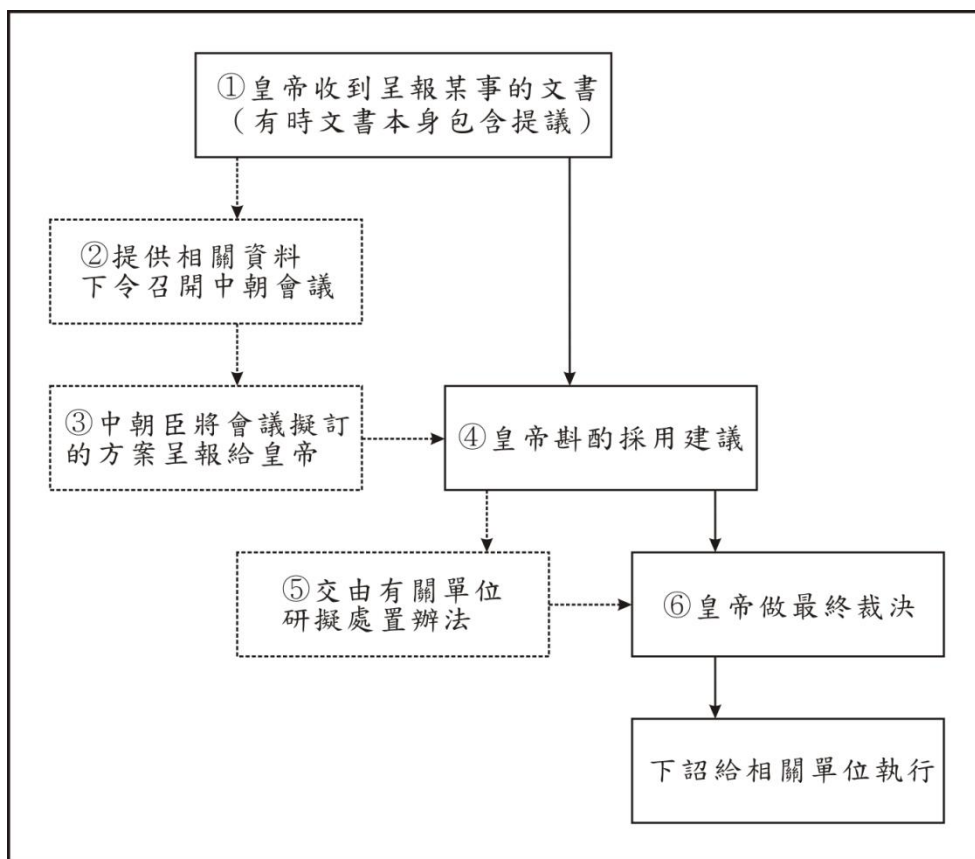 ①皇帝收到呈報某事的文書
（有時文書本身包含提議）
②提供相關資料
下令召開中朝會議
③中朝臣將會議擬訂
的方案呈報給皇帝
④皇帝斟酌採用建議
⑤交由有關單位
研擬處置辦法
⑥皇帝做最終裁決
下詔給相關單位執行